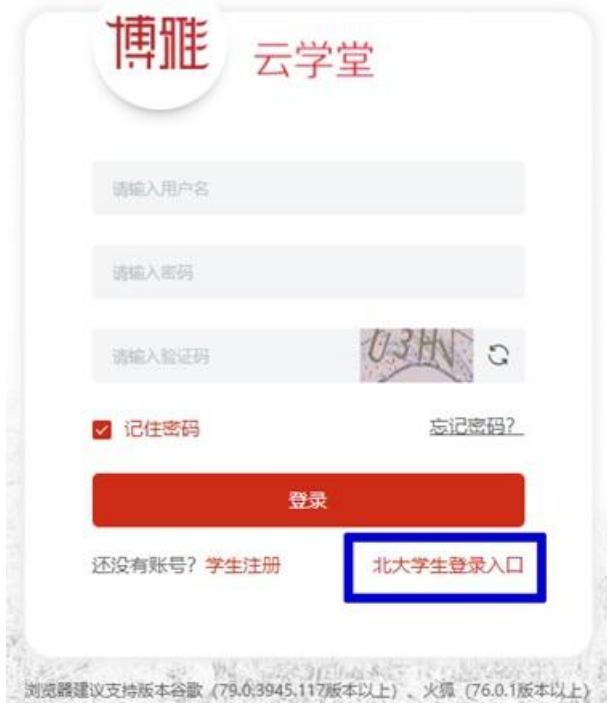 博雅 云学堂
请输入用户名
请输入密码
请输入验证码 U3HN
记住密码 忘记密码?
登录
还没有账号? 学生注册 北大学生登录入口
浏览器建议支持版本谷歌（79.0.3945.117版本以上）、火狐（76.0.1版本以上）